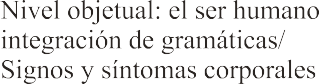 Nivel objetual: el ser humano
integración de gramáticas/
Signos y síntomas corporales